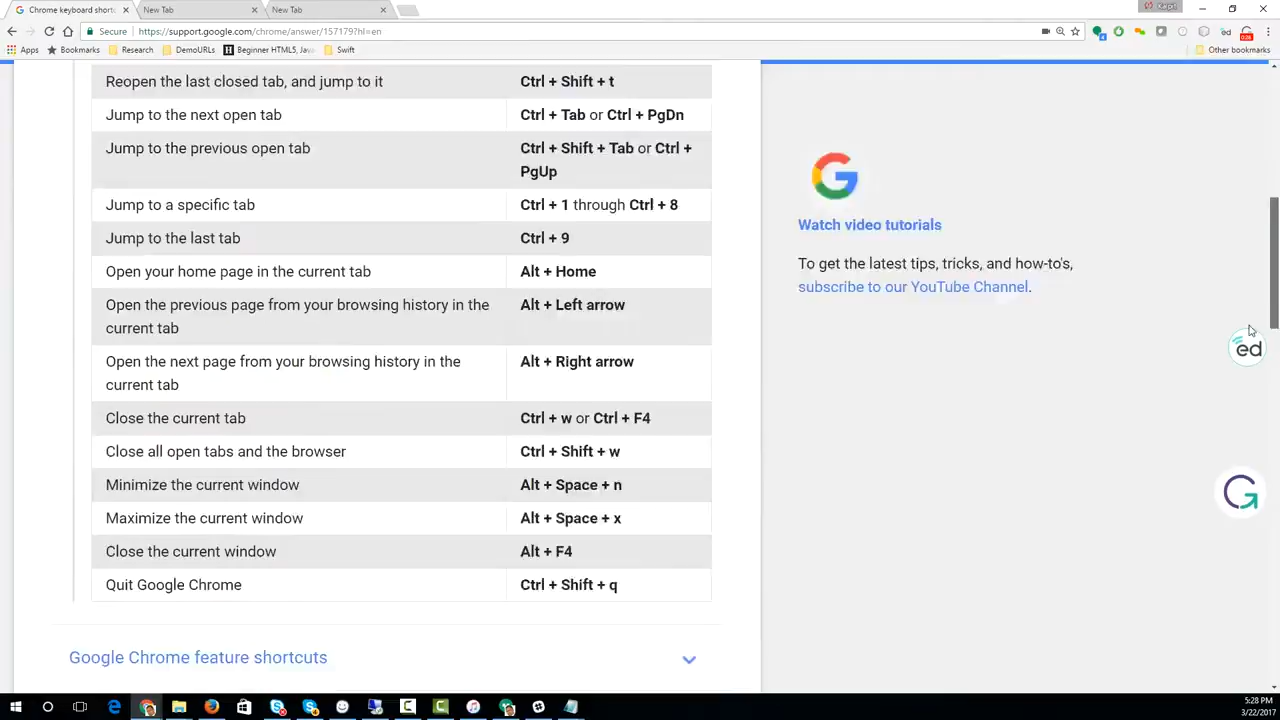 Chrome keyboard shortc
New Tab
New Tab
Secure
https://support.google.com/chrome/answer/157179?hl=en
Apps
Bookmarks
Research
DemoURLs
Beginner HTML5, Jav
Swift
Other bookmarks
Reopen the last closed tab, and jump to it Ctrl + Shift + t
Jump to the next open tab Ctrl + Tab or Ctrl + PgDn
Jump to the previous open tab Ctrl + Shift + Tab or Ctrl +
PgUp
Jump to a specific tab Ctrl + 1 through Ctrl + 8
Jump to the last tab Ctrl + 9
Open your home page in the current tab Alt + Home
Open the previous page from your browsing history in the Alt + Left arrow
current tab
Open the next page from your browsing history in the Alt + Right arrow
current tab
Close the current tab Ctrl + w or Ctrl + F4
Close all open tabs and the browser Ctrl + Shift + w
Minimize the current window Alt + Space + n
Maximize the current window Alt + Space + x
Close the current window Alt + F4
Quit Google Chrome Ctrl + Shift + q
Google Chrome feature shortcuts
Watch video tutorials
To get the latest tips, tricks, and how-to's,
subscribe to our YouTube Channel.
ed
5:28 PM
3/22/2017